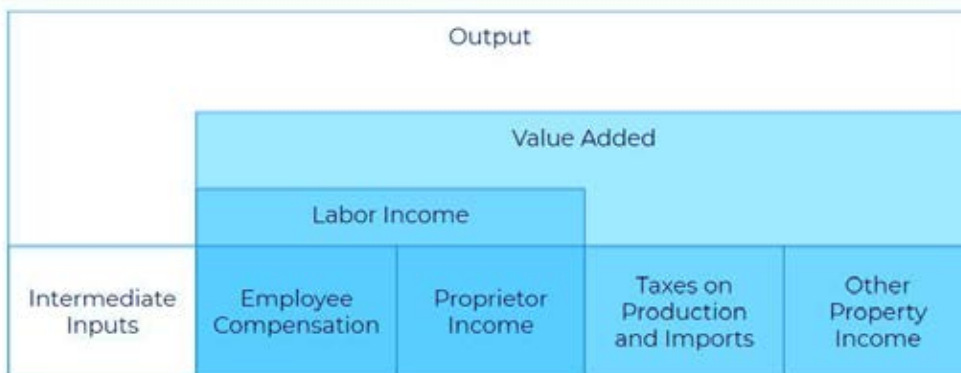 Output
Value Added
Labor Income
Intermediate
Inputs
Employee
Compensation
Proprietor
Income
Taxes on
Production
and Imports
Other
Property
Income